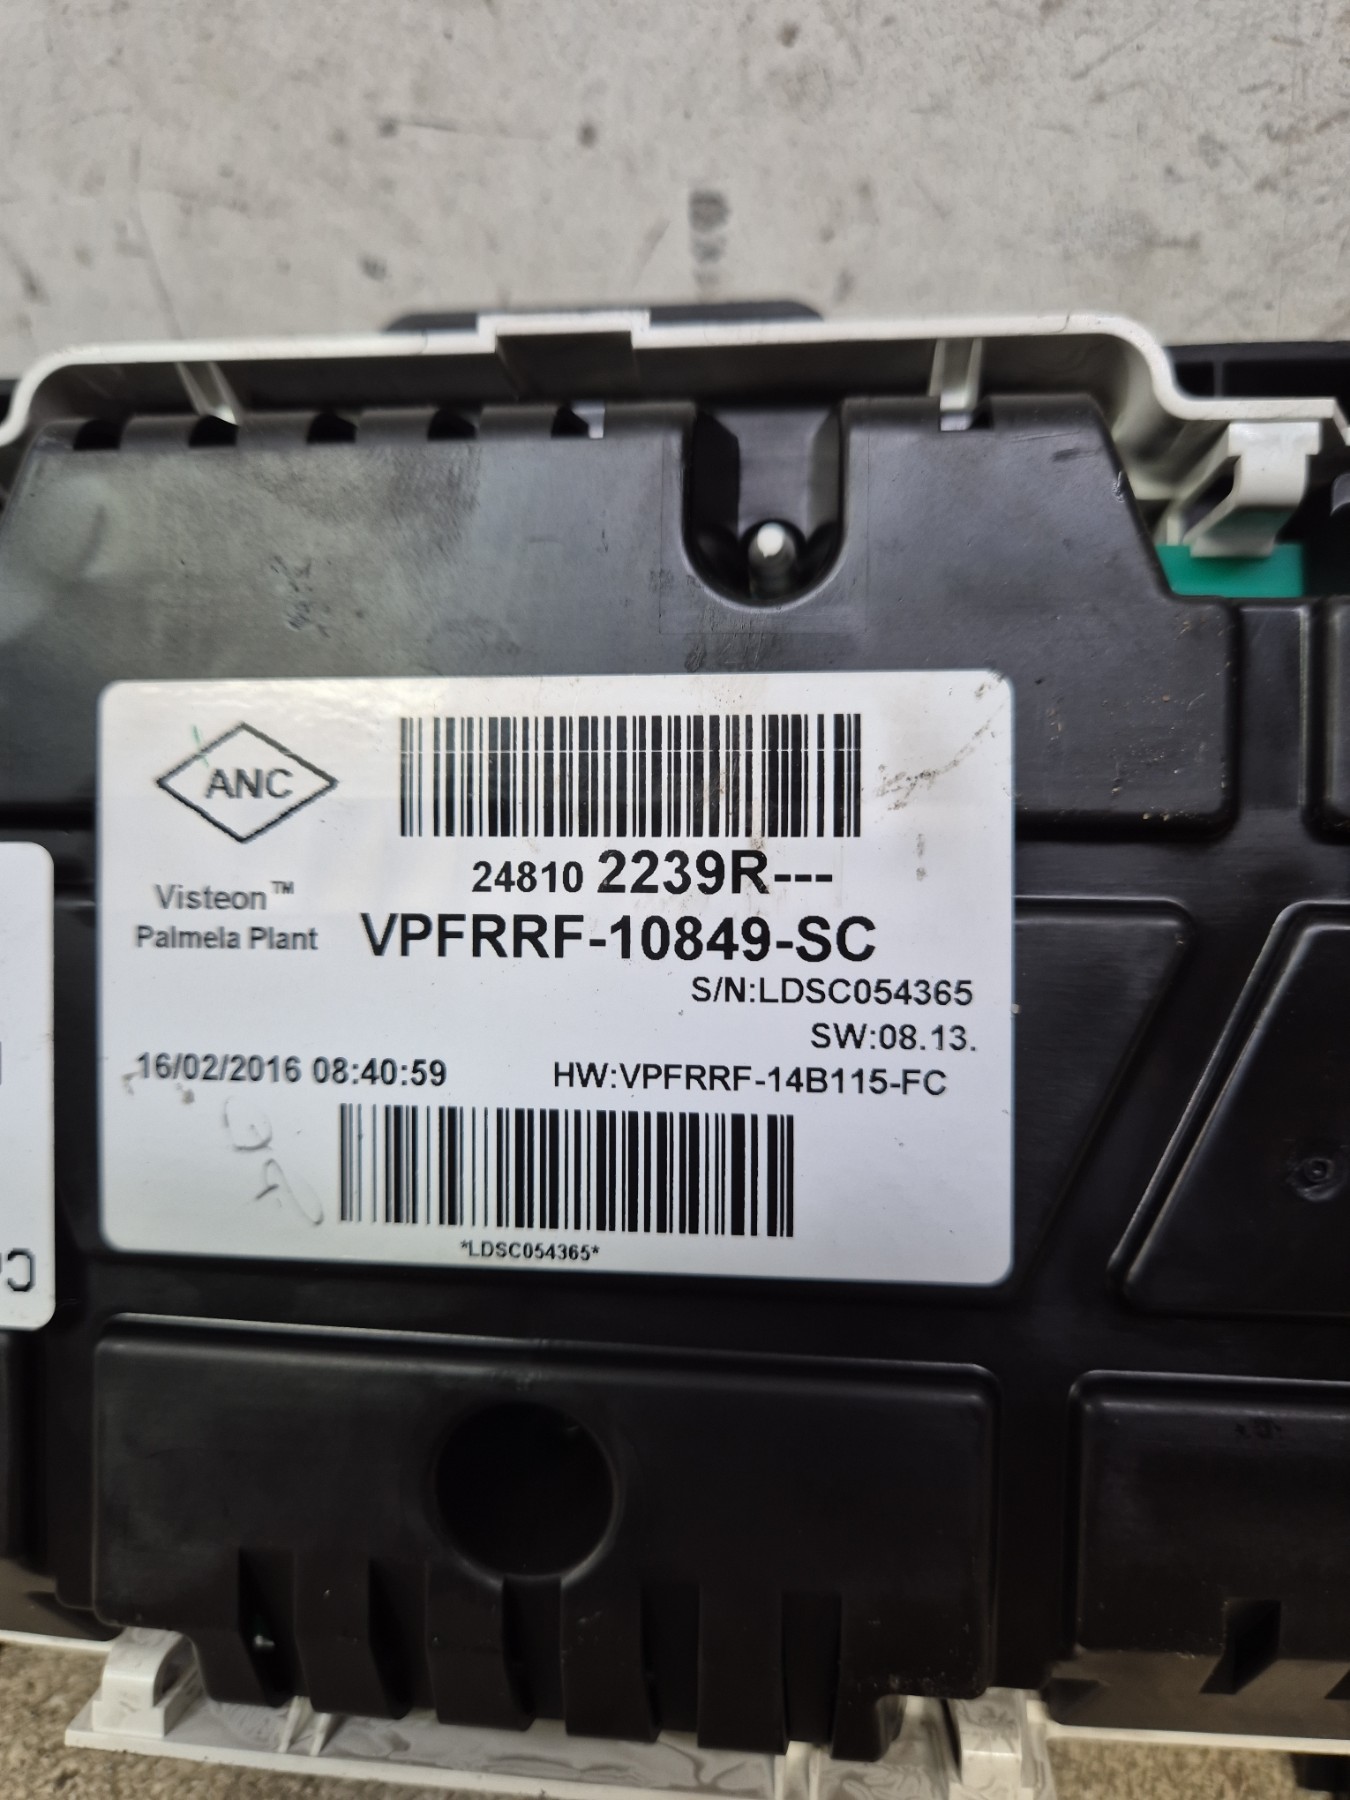 ANC
24810 2239R---
Visteon™
Palmela Plant
VPFRRF-10849-SC
S/N:LDSC054365
SW:08.13.
16/02/2016 08:40:59
HW:VPFRRF-14B115-FC
*LDSC054365*